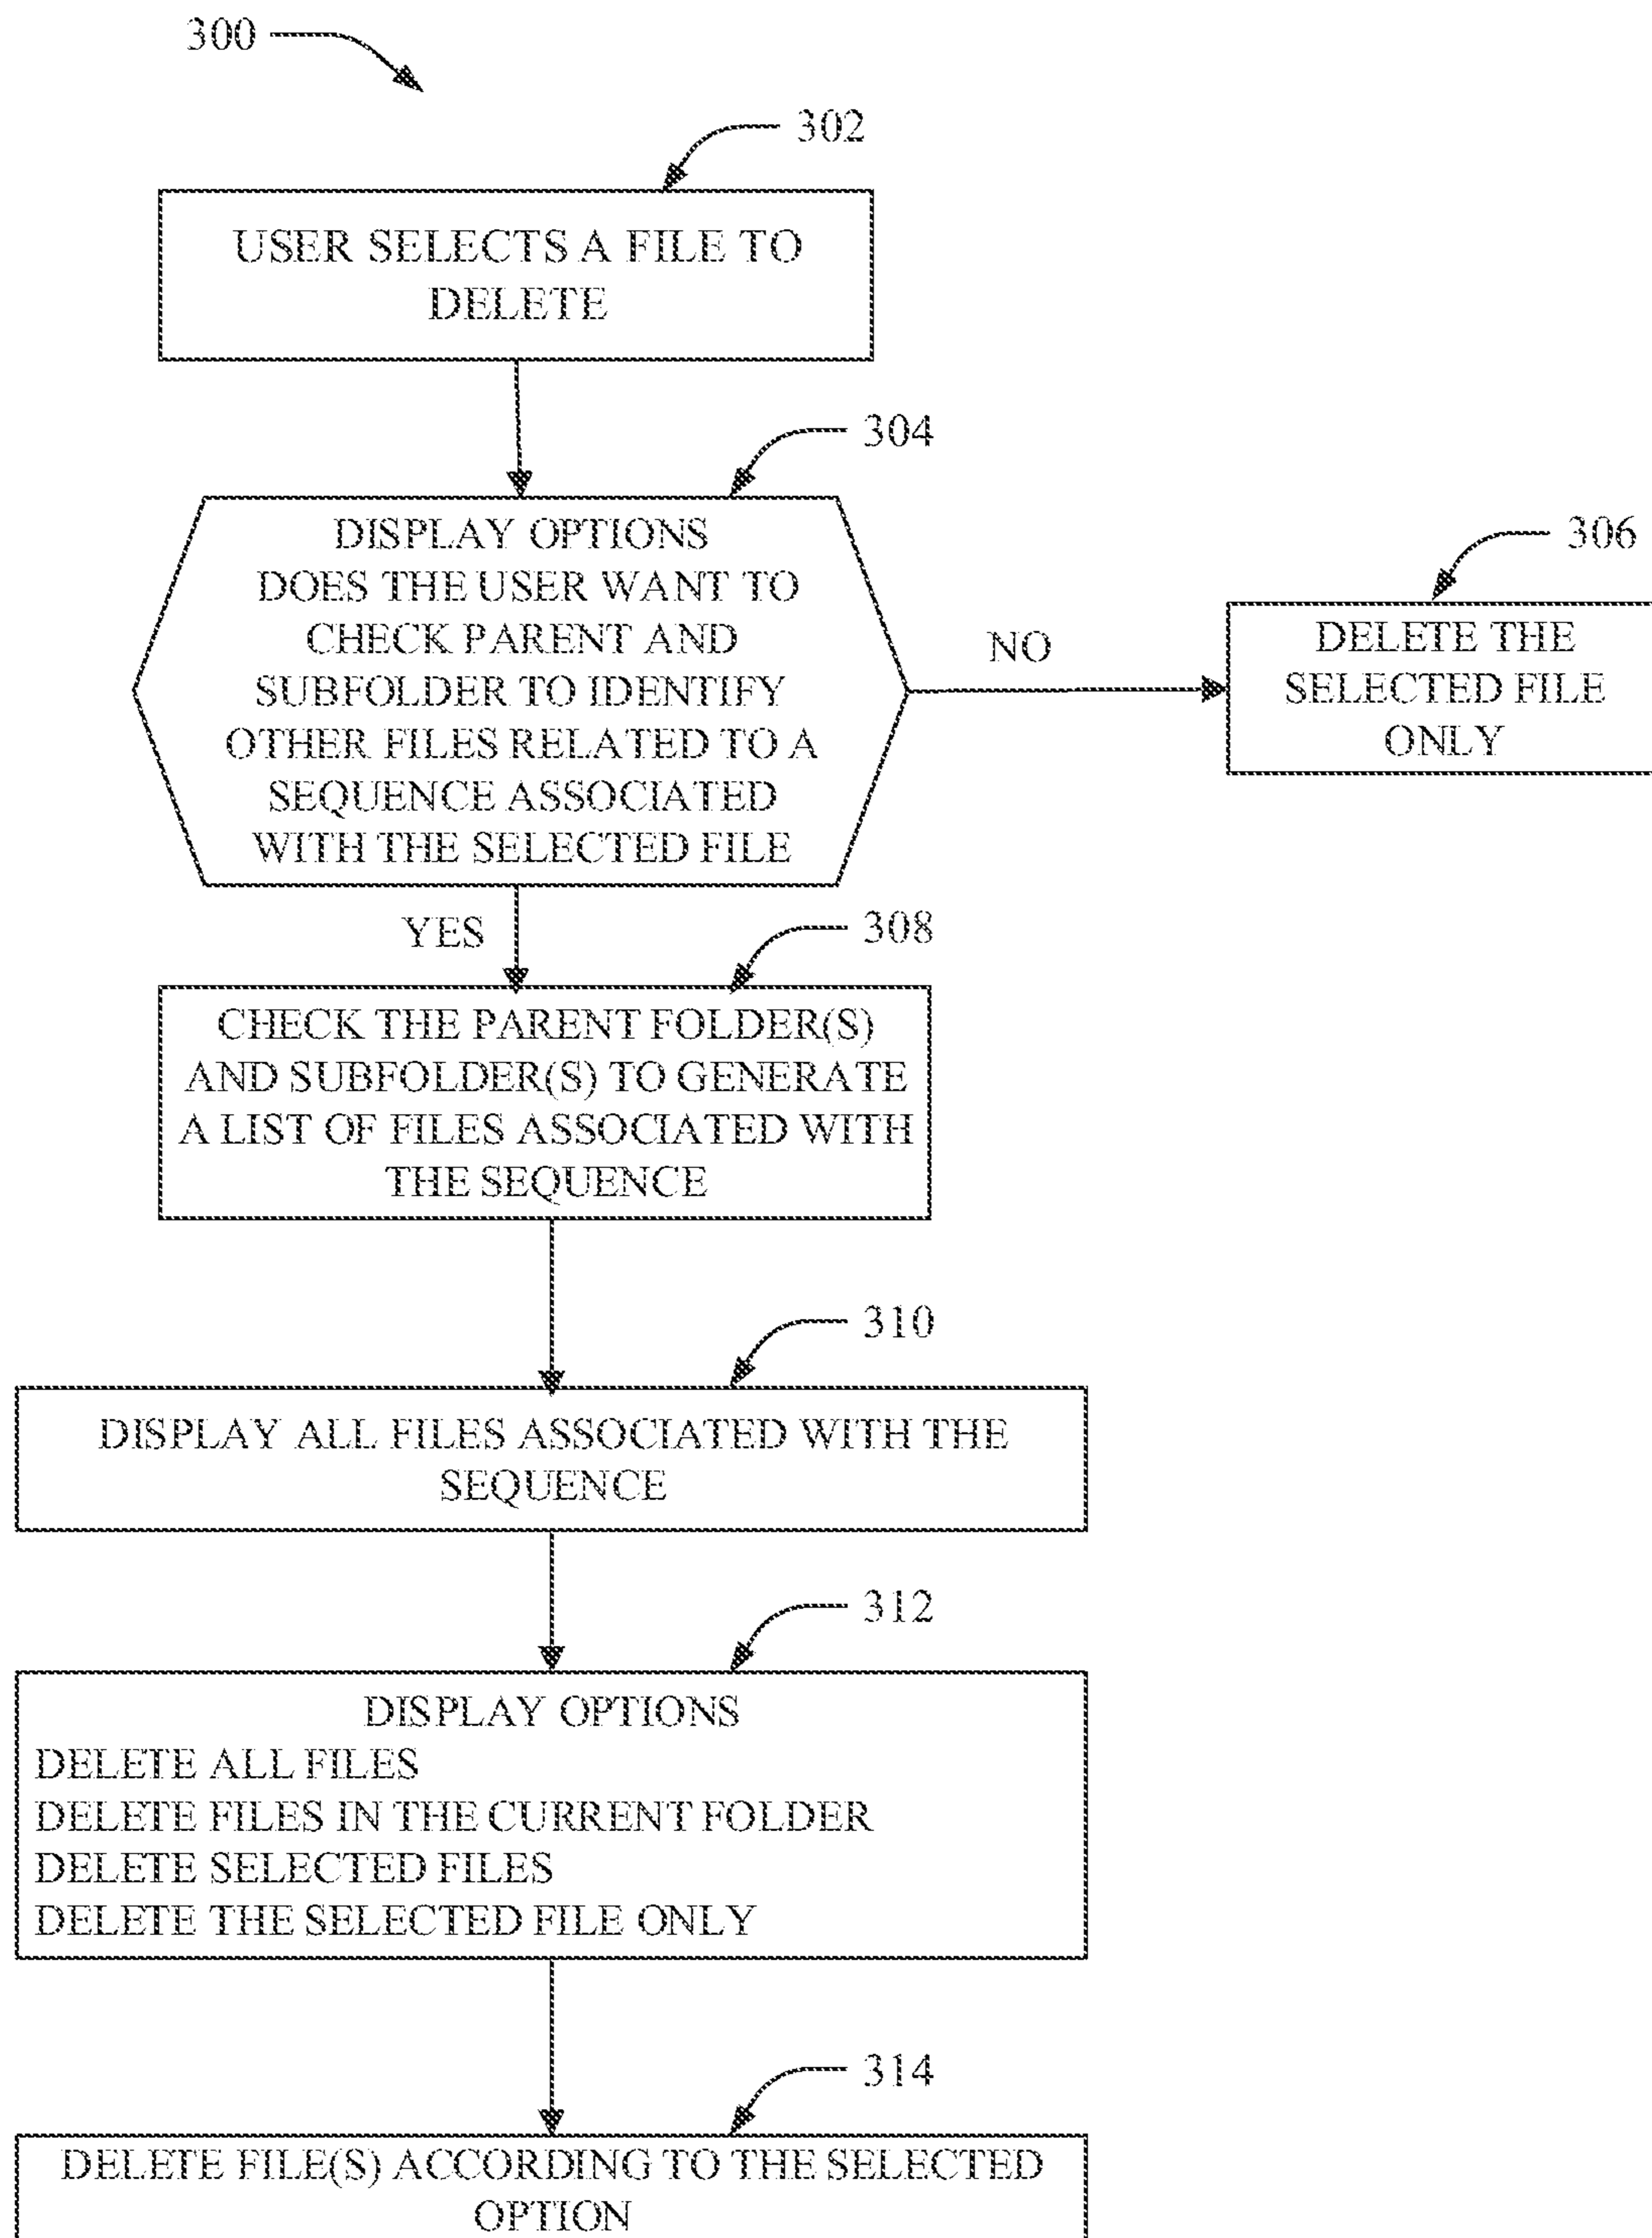 300
302
USER SELECTS A FILE TO
DELETE
304
DISPLAY OPTIONS
DOES THE USER WANT TO
CHECK PARENT AND
SUBFOLDER TO IDENTIFY
OTHER FILES RELATED TO A
SEQUENCE ASSOCIATED
WITH THE SELECTED FILE
NO
306
DELETE THE
SELECTED FILE
ONLY
YES
308
CHECK THE PARENT FOLDER(S)
AND SUBFOLDER(S) TO GENERATE
A LIST OF FILES ASSOCIATED WITH
THE SEQUENCE
310
DISPLAY ALL FILES ASSOCIATED WITH THE
SEQUENCE
312
DISPLAY OPTIONS
DELETE ALL FILES
DELETE FILES IN THE CURRENT FOLDER
DELETE SELECTED FILES
DELETE THE SELECTED FILE ONLY
314
DELETE FILE(S) ACCORDING TO THE SELECTED
OPTION